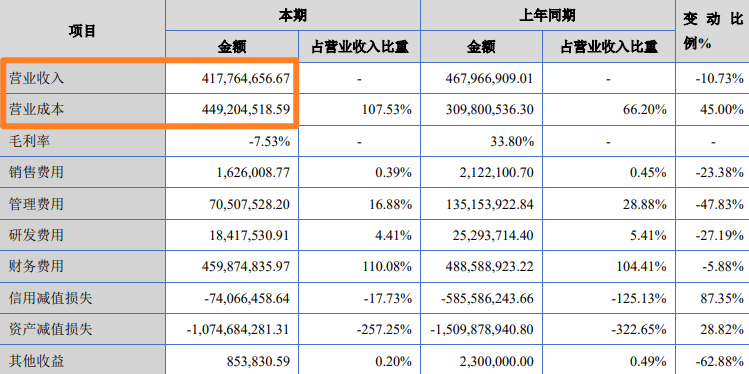 项目 本期 上年同期 变动比例%
金额 占营业收入比重 金额 占营业收入比重
营业收入 417,764,656.67 - 467,966,909.01 - -10.73%
营业成本 449,204,518.59 107.53% 309,800,536.30 66.20% 45.00%
毛利率 -7.53% - 33.80% - -
销售费用 1,626,008.77 0.39% 2,122,100.70 0.45% -23.38%
管理费用 70,507,528.20 16.88% 135,153,922.84 28.88% -47.83%
研发费用 18,417,530.91 4.41% 25,293,714.40 5.41% -27.19%
财务费用 459,874,835.97 110.08% 488,588,923.22 104.41% -5.88%
信用减值损失 -74,066,458.64 -17.73% -585,586,243.66 -125.13% 87.35%
资产减值损失 -1,074,684,281.31 -257.25% -1,509,878,940.80 -322.65% 28.82%
其他收益 853,830.59 0.20% 2,300,000.00 0.49% -62.88%